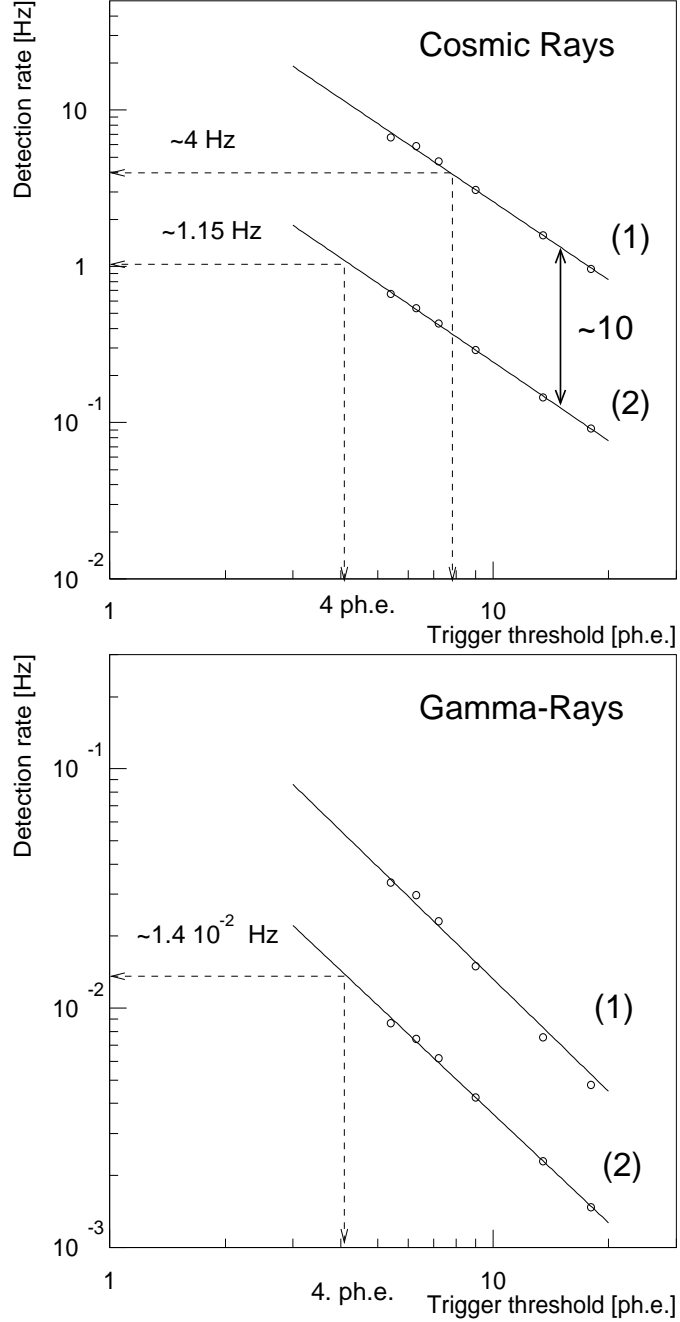 Detection rate [Hz]
Cosmic Rays
10
~4 Hz
(1)
~1.15 Hz
1
~10
(2)
10^-1
10^-2
1
4 ph.e.
10
Trigger threshold [ph.e.]
Detection rate [Hz]
Gamma-Rays
10^-1
~1.4 10^-2 Hz
10^-2
(1)
(2)
10^-3
1
4. ph.e.
10
Trigger threshold [ph.e.]